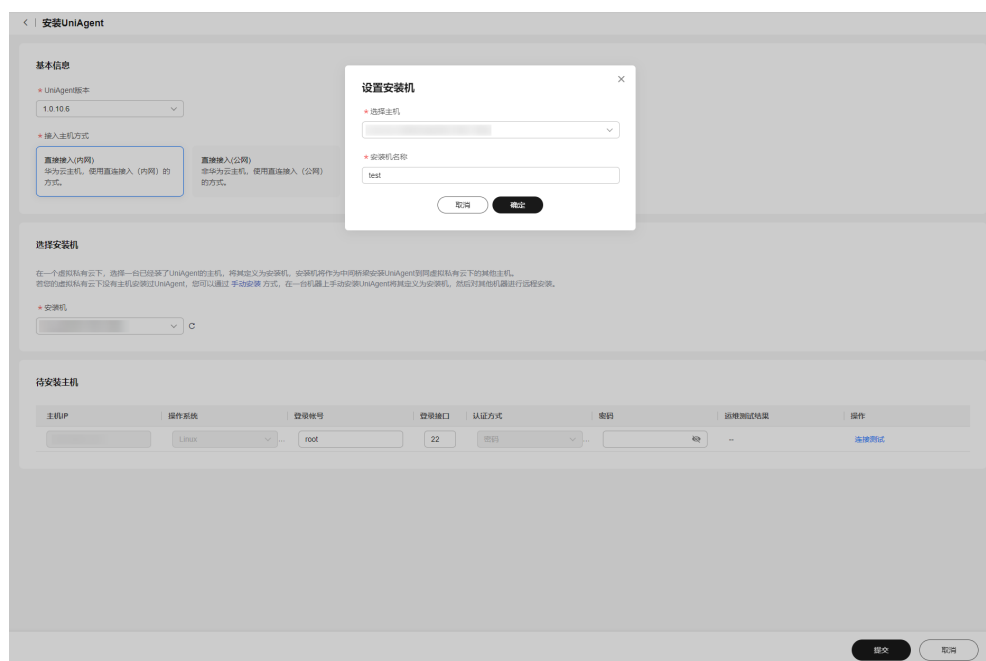 安装UniAgent
基本信息
* UniAgent版本
1.0.10.6
* 接入主机方式
直接接入(内网)
华为云主机，使用直连接入（内网）的
方式。
直接接入(公网)
非华为云主机，使用直连接入（公网）
的方式。
设置安装机
* 选择主机
* 安装机名称
test
取消
确定
选择安装机
在一个虚拟私有云下，选择一台已经装了UniAgent的主机，将其定义为安装机，安装机将作为中间桥梁安装UniAgent到同虚拟私有云下的其他主机。
若您的虚拟私有云下没有主机安装过UniAgent，您可以通过 手动安装 方式，在一台机器上手动安装UniAgent将其定义为安装机，然后对其他机器进行远程安装。
* 安装机
待安装主机
主机IP 操作系统 登录帐号 登录接口 认证方式 密码 运维测试结果 操作
Linux ... root 22 密码 ... -- 连接测试
提交 取消